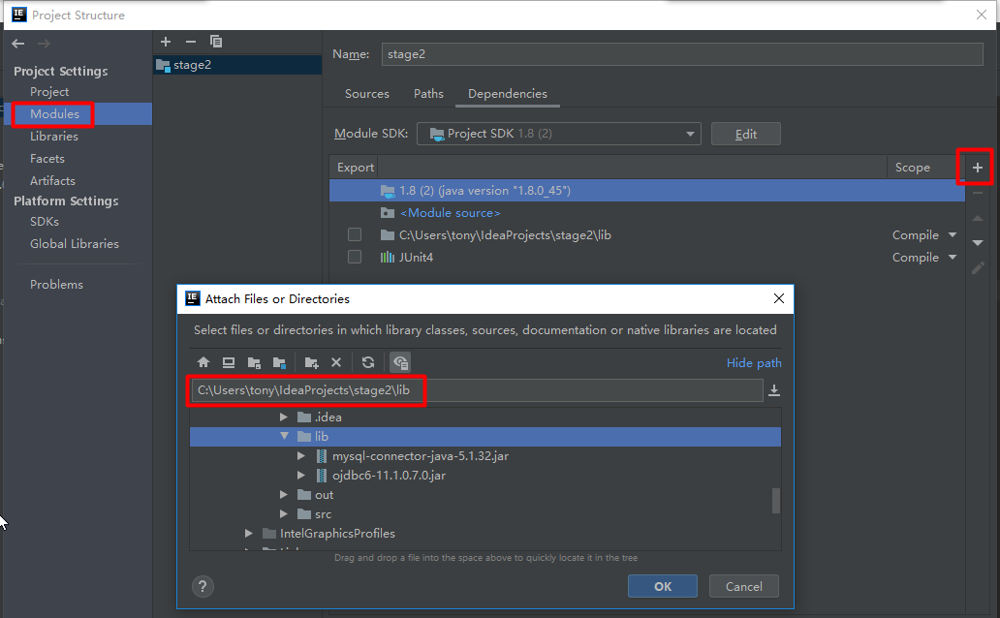 IE Project Structure
Project Settings
Project
Modules
Libraries
Facets
Artifacts
Platform Settings
SDKs
Global Libraries
Problems
stage2
Name: stage2
Sources Paths Dependencies
Module SDK: Project SDK 1.8 (2) Edit
Export Scope
1.8 (2) (java version "1.8.0_45")
<Module source>
C:\Users\tony\IdeaProjects\stage2\lib Compile
JUnit4 Compile
IE Attach Files or Directories
Select files or directories in which library classes, sources, documentation or native libraries are located
Hide path
C:\Users\tony\IdeaProjects\stage2\lib
.idea
lib
mysql-connector-java-5.1.32.jar
ojdbc6-11.1.0.7.0.jar
out
src
IntelGraphicsProfiles
Drag and drop a file into the space above to quickly locate it in the tree
? OK Cancel